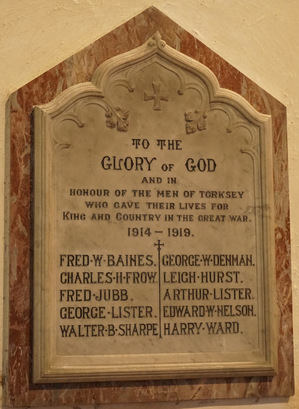 TO THE
GLORY OF GOD
AND IN
HONOUR OF THE MEN OF TORKSEY
WHO GAVE THEIR LIVES FOR
KING AND COUNTRY IN THE GREAT WAR.
1914-1919.
FRED·W·BAINES.
CHARLES·H·FROW.
FRED·JUBB.
GEORGE·LISTER.
WALTER·B·SHARPE.
GEORGE·W·DENMAN.
LEIGH·HURST.
ARTHUR·LISTER.
EDWARD·W·NELSON.
HARRY·WARD.